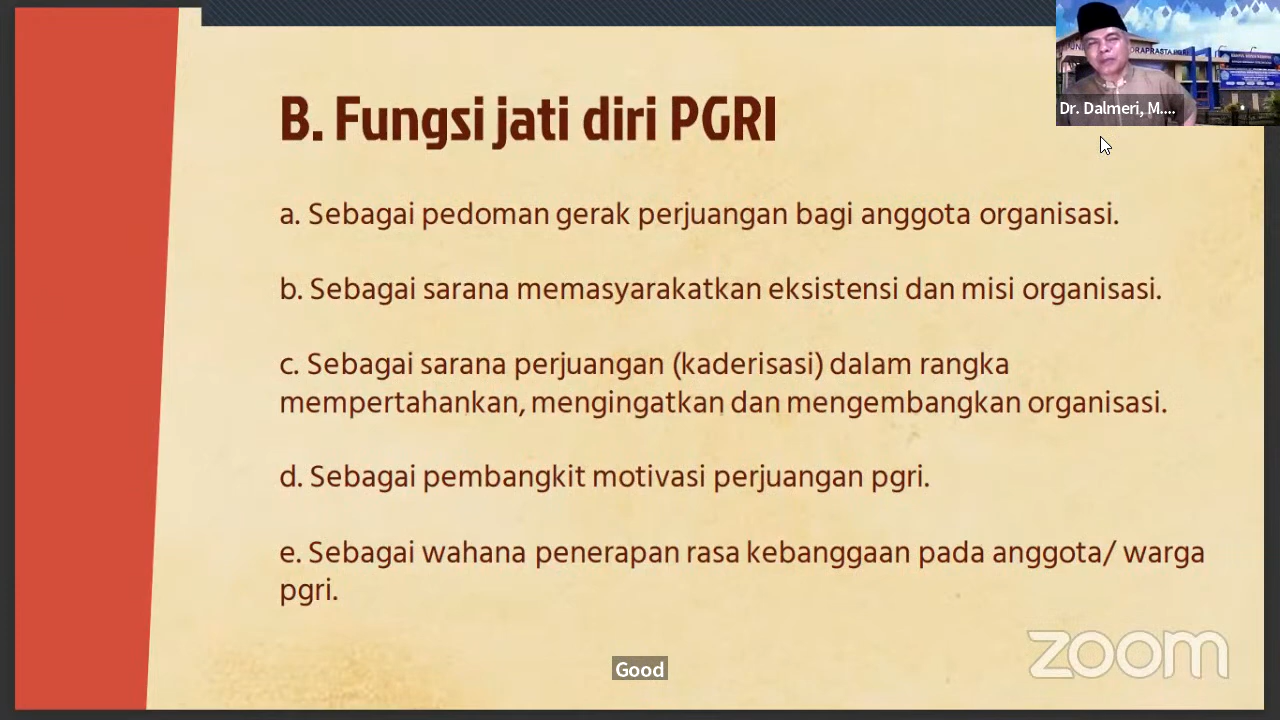 B. Fungsi jati diri PGRI
DRAPRASTA PGRI
Dr. Dalmeri, M....
a. Sebagai pedoman gerak perjuangan bagi anggota organisasi.
b. Sebagai sarana memasyarakatkan eksistensi dan misi organisasi.
c. Sebagai sarana perjuangan (kaderisasi) dalam rangka
mempertahankan, mengingatkan dan mengembangkan organisasi.
d. Sebagai pembangkit motivasi perjuangan pgri.
e. Sebagai wahana penerapan rasa kebanggaan pada anggota/ warga
pgri.
Good
zoom